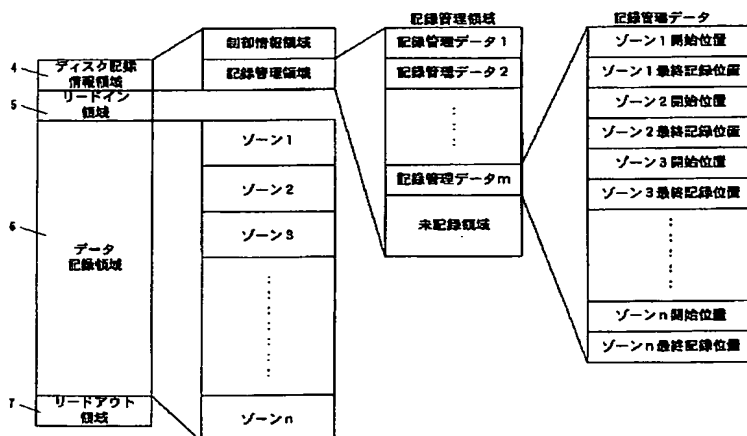 4
ディスク記録
情報領域
5
リードイン
領域
6
データ
記録領域
7
リードアウト
領域
制御情報領域
記録管理領域
ゾーン1
ゾーン2
ゾーン3
ゾーンn
記録管理領域
記録管理データ1
記録管理データ2
記録管理データm
未記録領域
記録管理データ
ゾーン1開始位置
ゾーン1最終記録位置
ゾーン2開始位置
ゾーン2最終記録位置
ゾーン3開始位置
ゾーン3最終記録位置
ゾーンn開始位置
ゾーンn最終記録位置